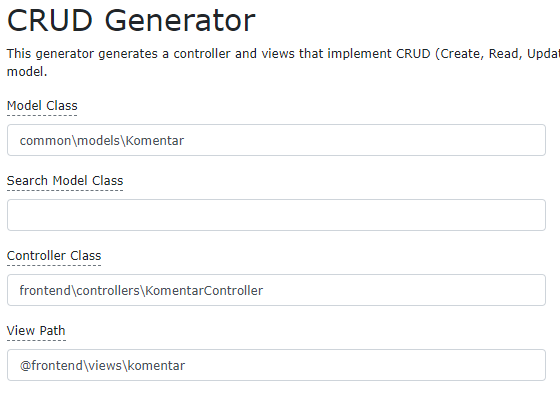 CRUD Generator
This generator generates a controller and views that implement CRUD (Create, Read,
model.
Model Class
common\models\Komentar
Search Model Class
Controller Class
frontend\controllers\KomentarController
View Path
@frontend\views\komentar